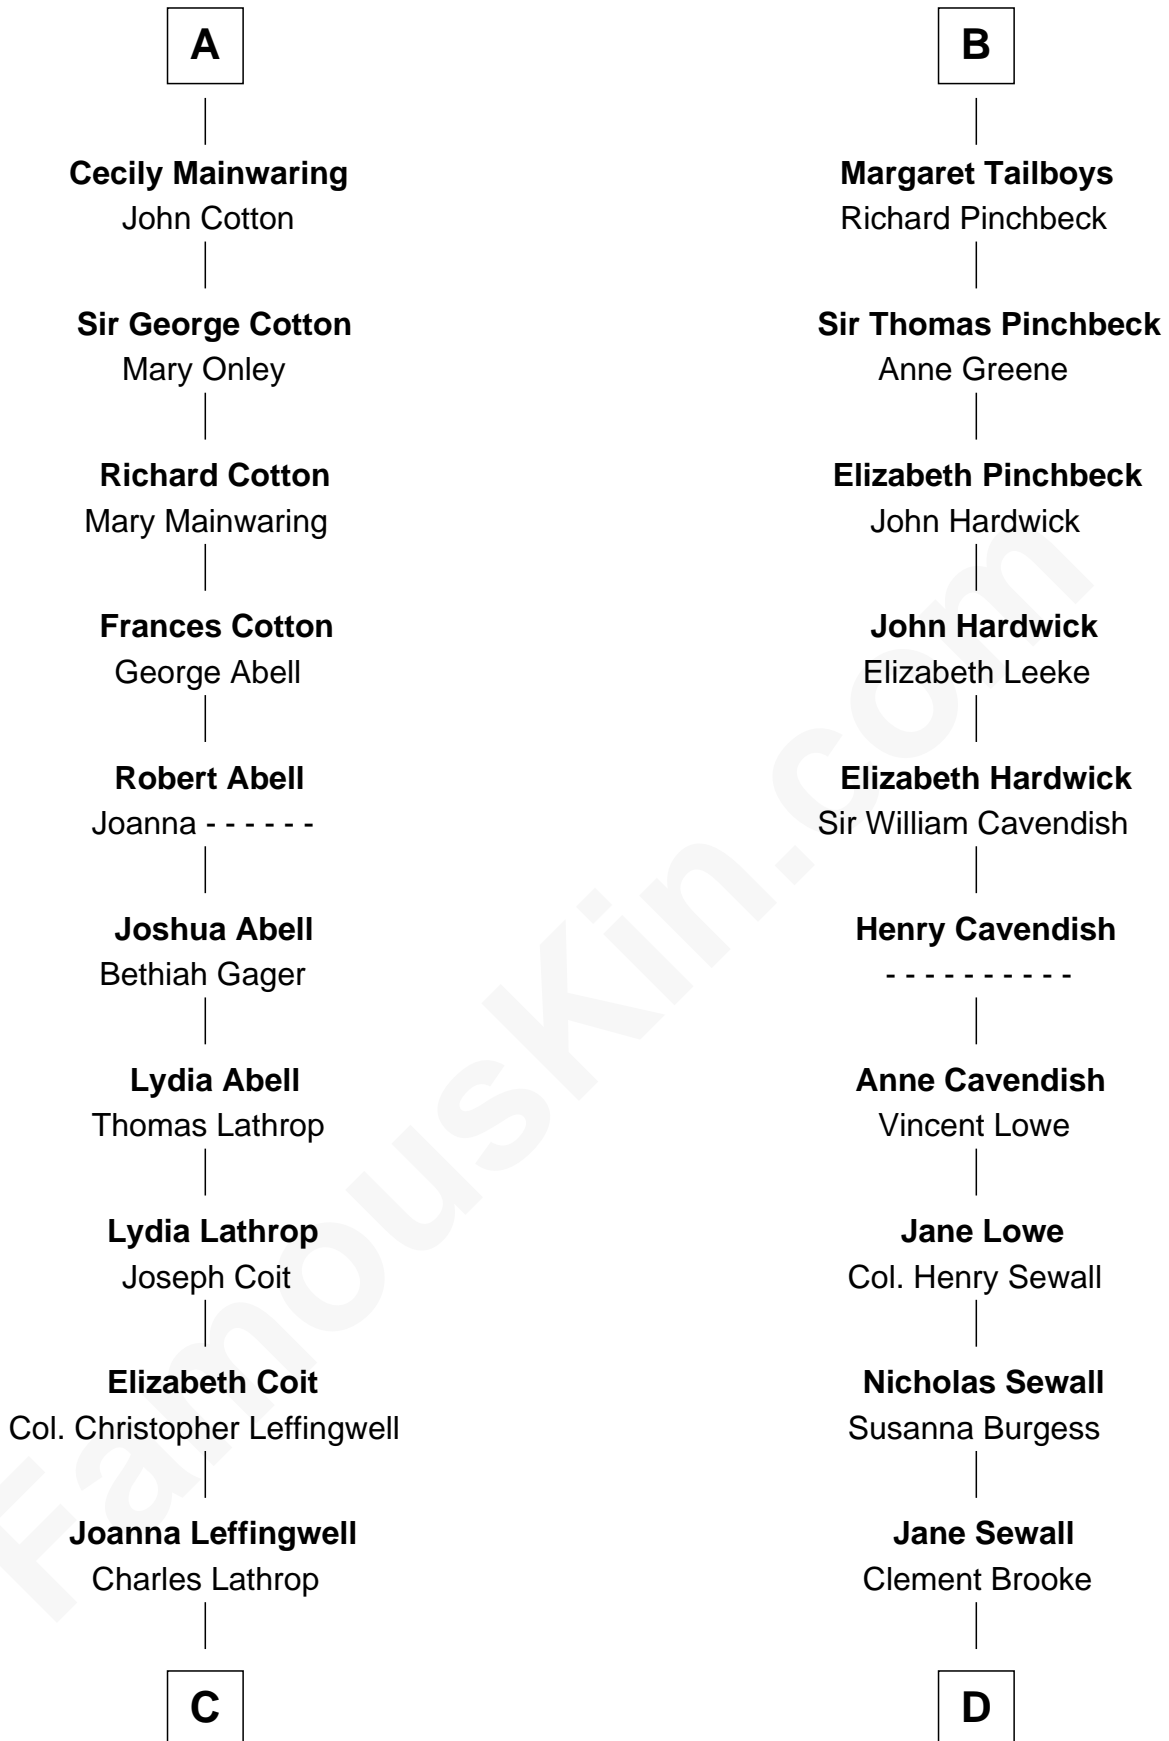 A
Cecily Mainwaring
John Cotton
Sir George Cotton
Mary Onley
Richard Cotton
Mary Mainwaring
Frances Cotton
George Abell
Robert Abell
Joanna - - - - - -
Joshua Abell
Bethiah Gager
Lydia Abell
Thomas Lathrop
Lydia Lathrop
Joseph Coit
Elizabeth Coit
Col. Christopher Leffingwell
Joanna Leffingwell
Charles Lathrop
C
B
Margaret Tailboys
Richard Pinchbeck
Sir Thomas Pinchbeck
Anne Greene
Elizabeth Pinchbeck
John Hardwick
John Hardwick
Elizabeth Leeke
Elizabeth Hardwick
Sir William Cavendish
Henry Cavendish
- - - - - - - - - -
Anne Cavendish
Vincent Lowe
Jane Lowe
Col. Henry Sewall
Nicholas Sewall
Susanna Burgess
Jane Sewall
Clement Brooke
D
FamousKin.com